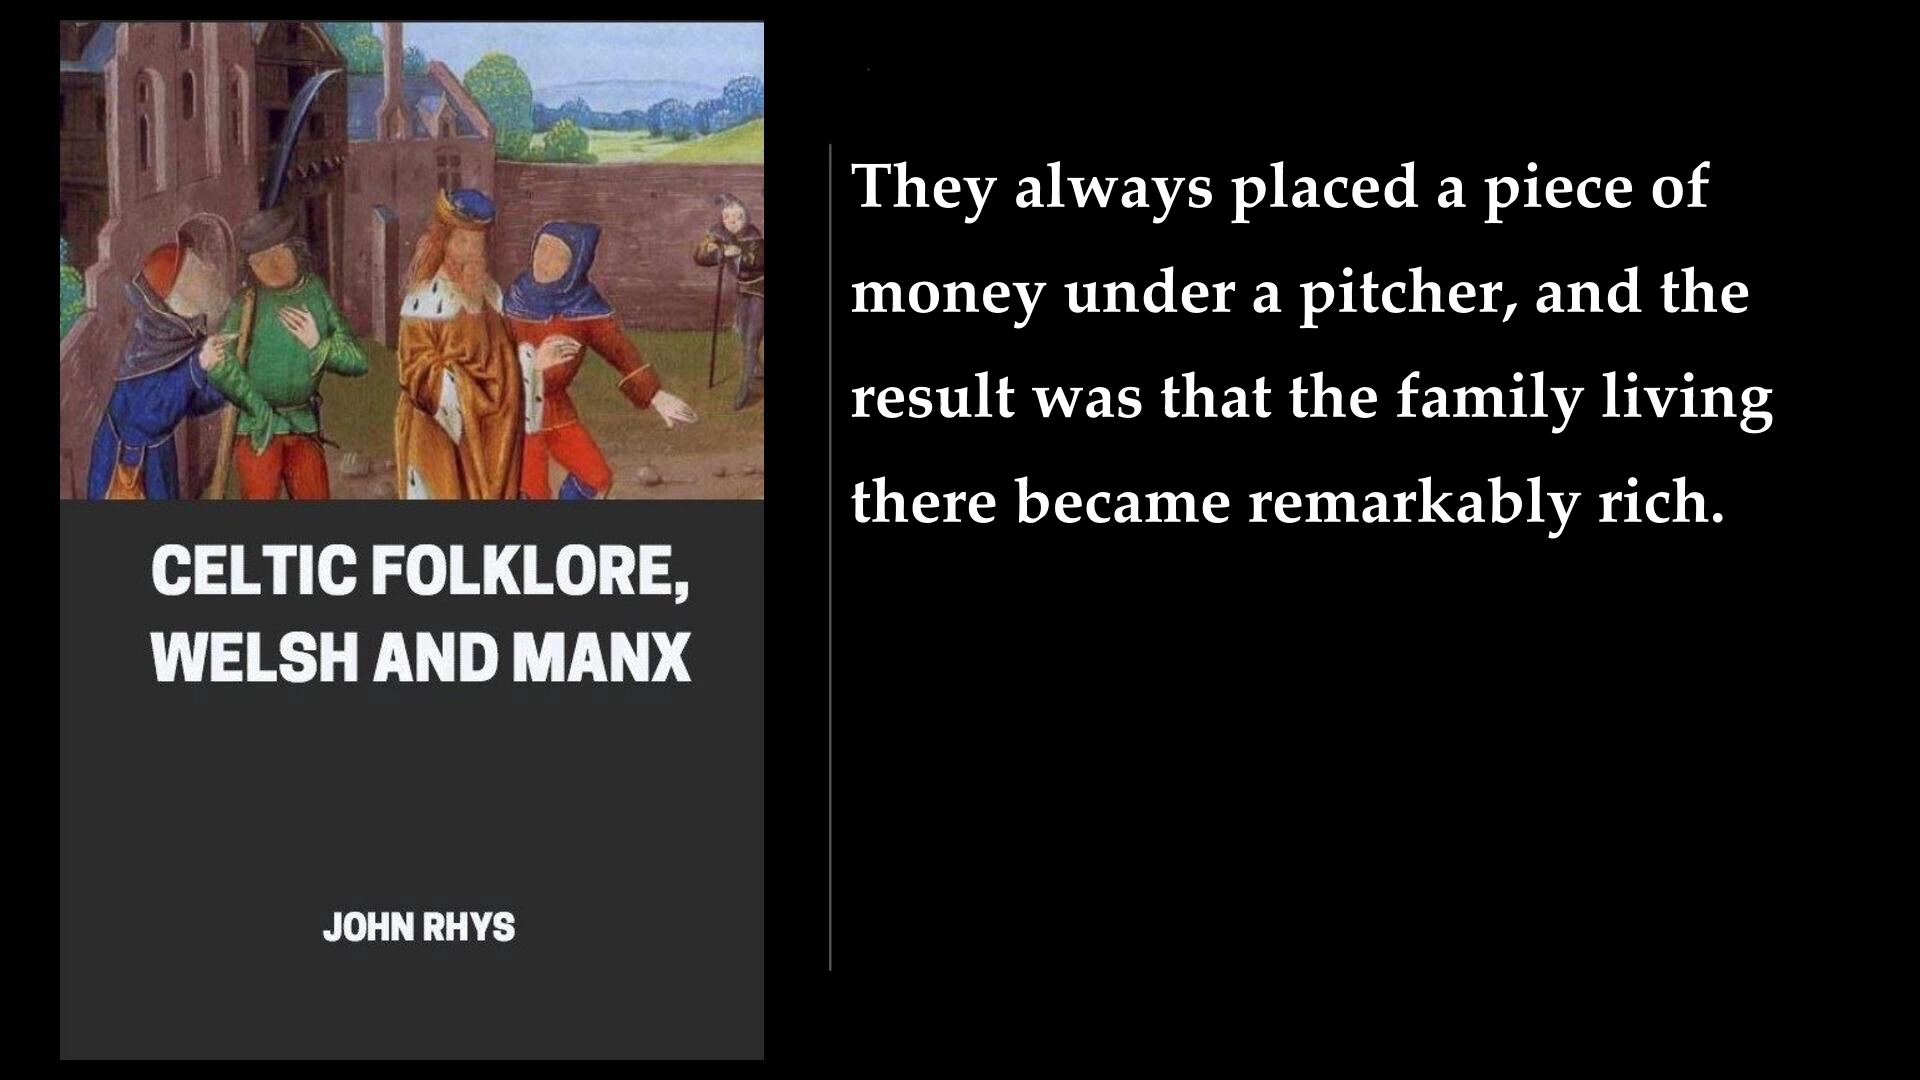 CELTIC FOLKLORE,
WELSH AND MANX
JOHN RHYS
They always placed a piece of
money under a pitcher, and the
result was that the family living
there became remarkably rich.